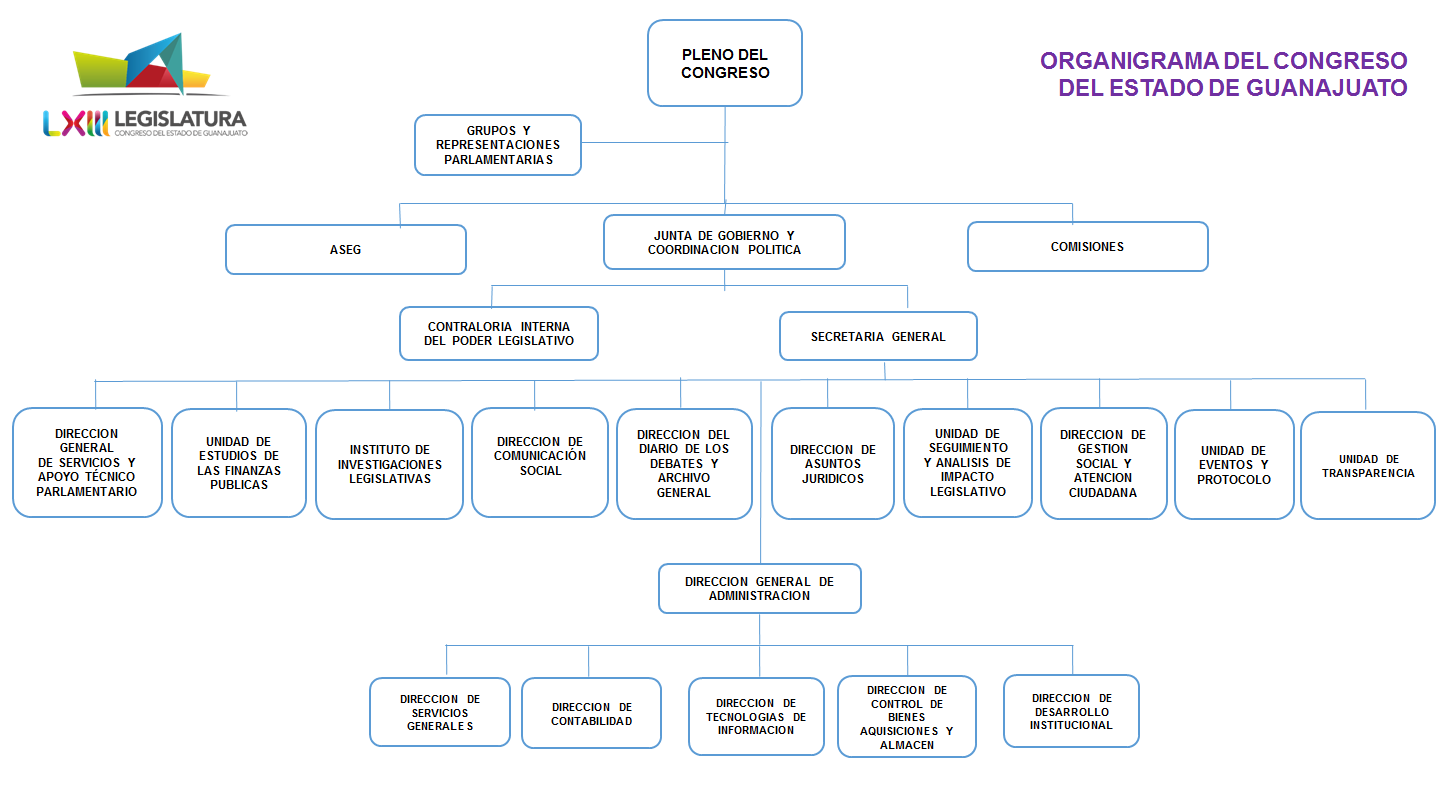 PLENO DEL
CONGRESO
ORGANIGRAMA DEL CONGRESO
DEL ESTADO DE GUANAJUATO
LXIII LEGISLATURA
CONGRESO DEL ESTADO DE GUANAJUATO
GRUPOS Y
REPRESENTACIONES
PARLAMENTARIAS
ASEG
JUNTA DE GOBIERNO Y
COORDINACION POLITICA
COMISIONES
CONTRALORIA INTERNA
DEL PODER LEGISLATIVO
SECRETARIA GENERAL
DIRECCION
GENERAL
DE SERVICIOS Y
APOYO TÉCNICO
PARLAMENTARIO
UNIDAD DE
ESTUDIOS DE
LAS FINANZAS
PUBLICAS
INSTITUTO DE
INVESTIGACIONES
LEGISLATIVAS
DIRECCION DE
COMUNICACIÓN
SOCIAL
DIRECCION DEL
DIARIO DE LOS
DEBATES Y
ARCHIVO
GENERAL
DIRECCION DE
ASUNTOS
JURIDICOS
UNIDAD DE
SEGUIMIENTO
Y ANALISIS DE
IMPACTO
LEGISLATIVO
DIRECCION DE
GESTION
SOCIAL Y
ATENCION
CIUDADANA
UNIDAD DE
EVENTOS Y
PROTOCOLO
UNIDAD DE
TRANSPARENCIA
DIRECCION GENERAL DE
ADMINISTRACION
DIRECCION DE
SERVICIOS
GENERALES
DIRECCION DE
CONTABILIDAD
DIRECCION DE
TECNOLOGIAS DE
INFORMACION
DIRECCION DE
CONTROL DE
BIENES
AQUISICIONES Y
ALMACEN
DIRECCION DE
DESARROLLO
INSTITUCIONAL